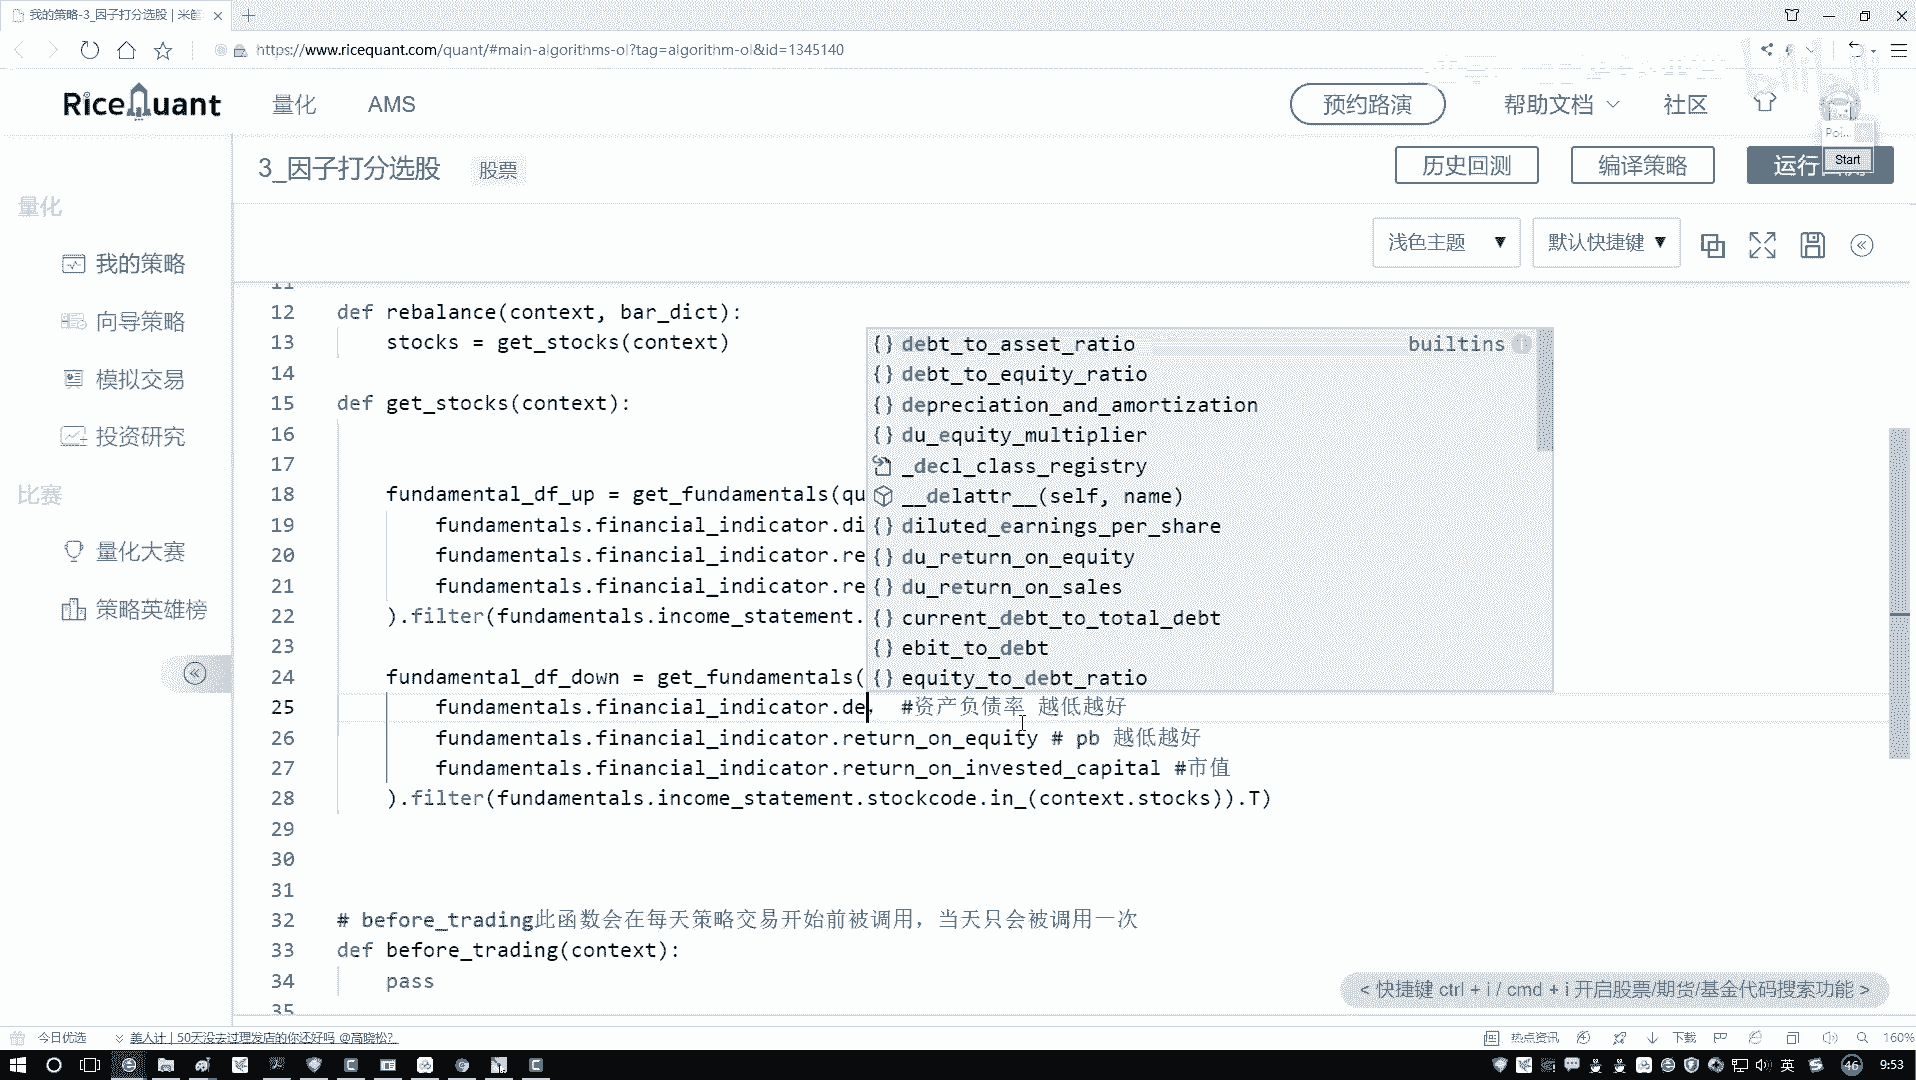 我的策略-3_因子打分选股 | 米筐
https://www.ricequant.com/quant/#main-algorithms-ol?tag=algorithm-ol&id=1345140
RiceQuant 量化 AMS 预约路演 帮助文档 社区
Poi...
Start
3_因子打分选股 股票 历史回测 编译策略 运行
量化
浅色主题 ▼ 默认快捷键 ▼
我的策略
向导策略
模拟交易
投资研究
比赛
量化大赛
策略英雄榜
11
12 def rebalance(context, bar_dict):
13 stocks = get_stocks(context)
14
15 def get_stocks(context):
16
17
18 fundamental_df_up = get_fundamentals(qu
19 fundamentals.financial_indicator.di
20 fundamentals.financial_indicator.re
21 fundamentals.financial_indicator.re
22 ).filter(fundamentals.income_statement.
23
24 fundamental_df_down = get_fundamentals(
25 fundamentals.financial_indicator.de, #资产负债率 越低越好
26 fundamentals.financial_indicator.return_on_equity # pb 越低越好
27 fundamentals.financial_indicator.return_on_invested_capital #市值
28 ).filter(fundamentals.income_statement.stockcode.in_(context.stocks)).T)
29
30
31
32 # before_trading此函数会在每天策略交易开始前被调用，当天只会被调用一次
33 def before_trading(context):
34 pass
35
{} debt_to_asset_ratio builtins
{} debt_to_equity_ratio
{} depreciation_and_amortization
{} du_equity_multiplier
_decl_class_registry
__delattr__(self, name)
{} diluted_earnings_per_share
{} du_return_on_equity
{} du_return_on_sales
{} current_debt_to_total_debt
{} ebit_to_debt
{} equity_to_debt_ratio
< 快捷键 ctrl + i / cmd + i 开启股票/期货/基金代码搜索功能 >
今日优选 美人计 | 50天没去过理发店的你还好吗 @高晓松? 热点资讯 下载 160%
英 46 9:53